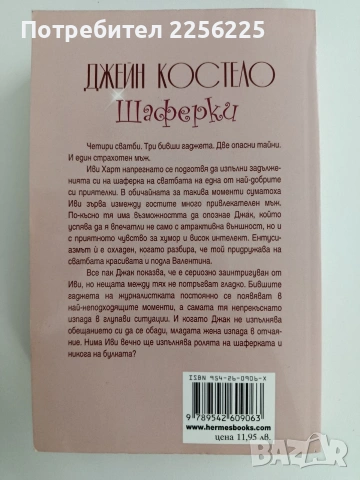 Потребител ZER
ДЖЕЙН КОСТЕЛО
Шаферки
Четири сватби. Три бивши гаджета. Две опасни тайни.
И един страхотен мъж.
Иви Харт напрегнато се подготвя да изпълни задълже-
нията си на шаферка на сватбата на една от най-добрите
си приятелки. В обичайната за такива моменти суматоха
Иви зърва измежду гостите много привлекателен мъж.
По-късно тя има възможността да опознае Джак, който
успява да я впечатли не само с атрактивна външност, но и
с приятното чувство за хумор и висок интелект. Ентуси-
азмът ѝ е охладен, когато разбира, че той придружава на
сватбата красивата и подла Валентина.
Все пак Джак показва, че е сериозно заинтригуван от
Иви, но нещата между тях не потръгват гладко. Бившите
гаджета на журналистката постоянно се появяват в
най-неподходящите моменти, а самата тя непрекъснато
изпада в глупави ситуации. И когато Джак не изпълнява
обещанието си да се обади, младата жена изпада в отчая-
ние. Нима Иви вечно ще изпълнява ролята на шаферката и
никога на булката?
ISBN 954-26-0906-X
9 789542 609063
www.hermesbooks.com
цена 11,95 лв.
BAZAR
bg